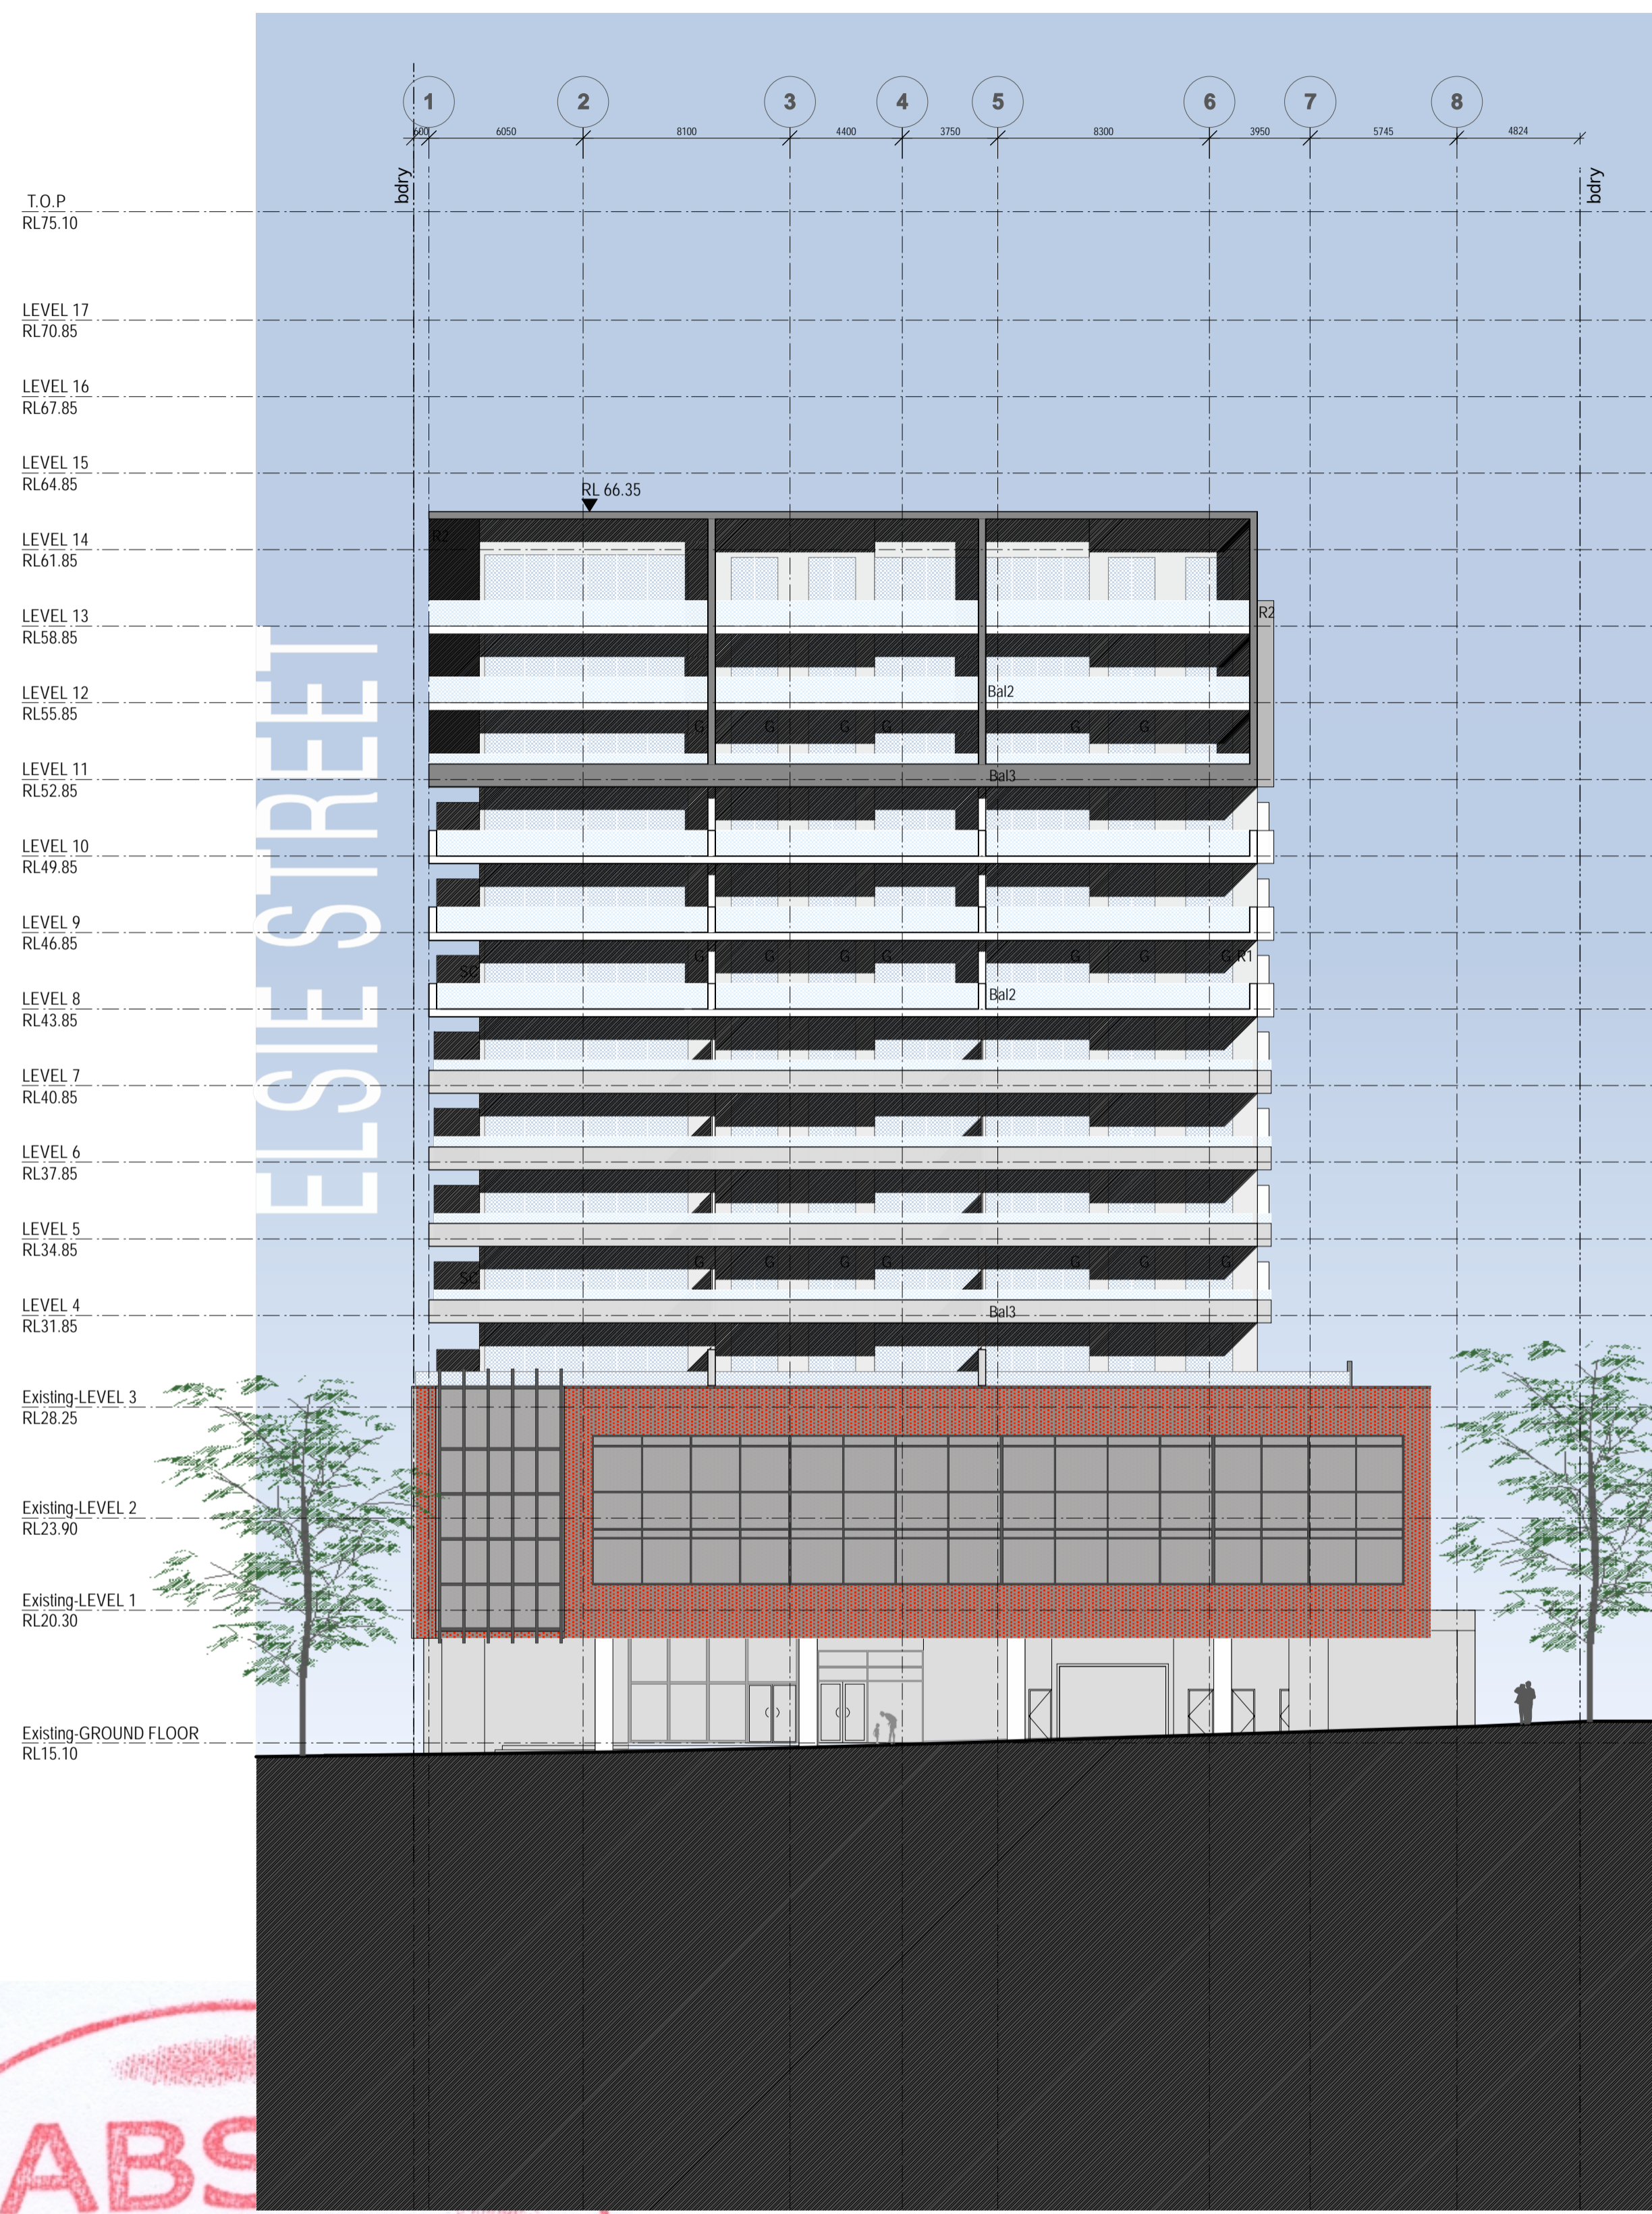 1 2 3 4 5 6 7 8
600 6050 8100 4400 3750 8300 3950 5745 4824
bdry
bdry
T.O.P
RL75.10
LEVEL 17
RL70.85
LEVEL 16
RL67.85
LEVEL 15
RL64.85
RL 66.35
LEVEL 14
RL61.85
R2
LEVEL 13
RL58.85
R2
LEVEL 12
RL55.85
Bal2
G G G G G G
LEVEL 11
RL52.85
Bal3
LEVEL 10
RL49.85
LEVEL 9
RL46.85
G G G G G G G R1
SC
LEVEL 8
RL43.85
Bal2
LEVEL 7
RL40.85
LEVEL 6
RL37.85
LEVEL 5
RL34.85
G G G G G G G
SC
LEVEL 4
RL31.85
Bal3
ELSIE STREET
Existing-LEVEL 3
RL28.25
Existing-LEVEL 2
RL23.90
Existing-LEVEL 1
RL20.30
Existing-GROUND FLOOR
RL15.10
ABS